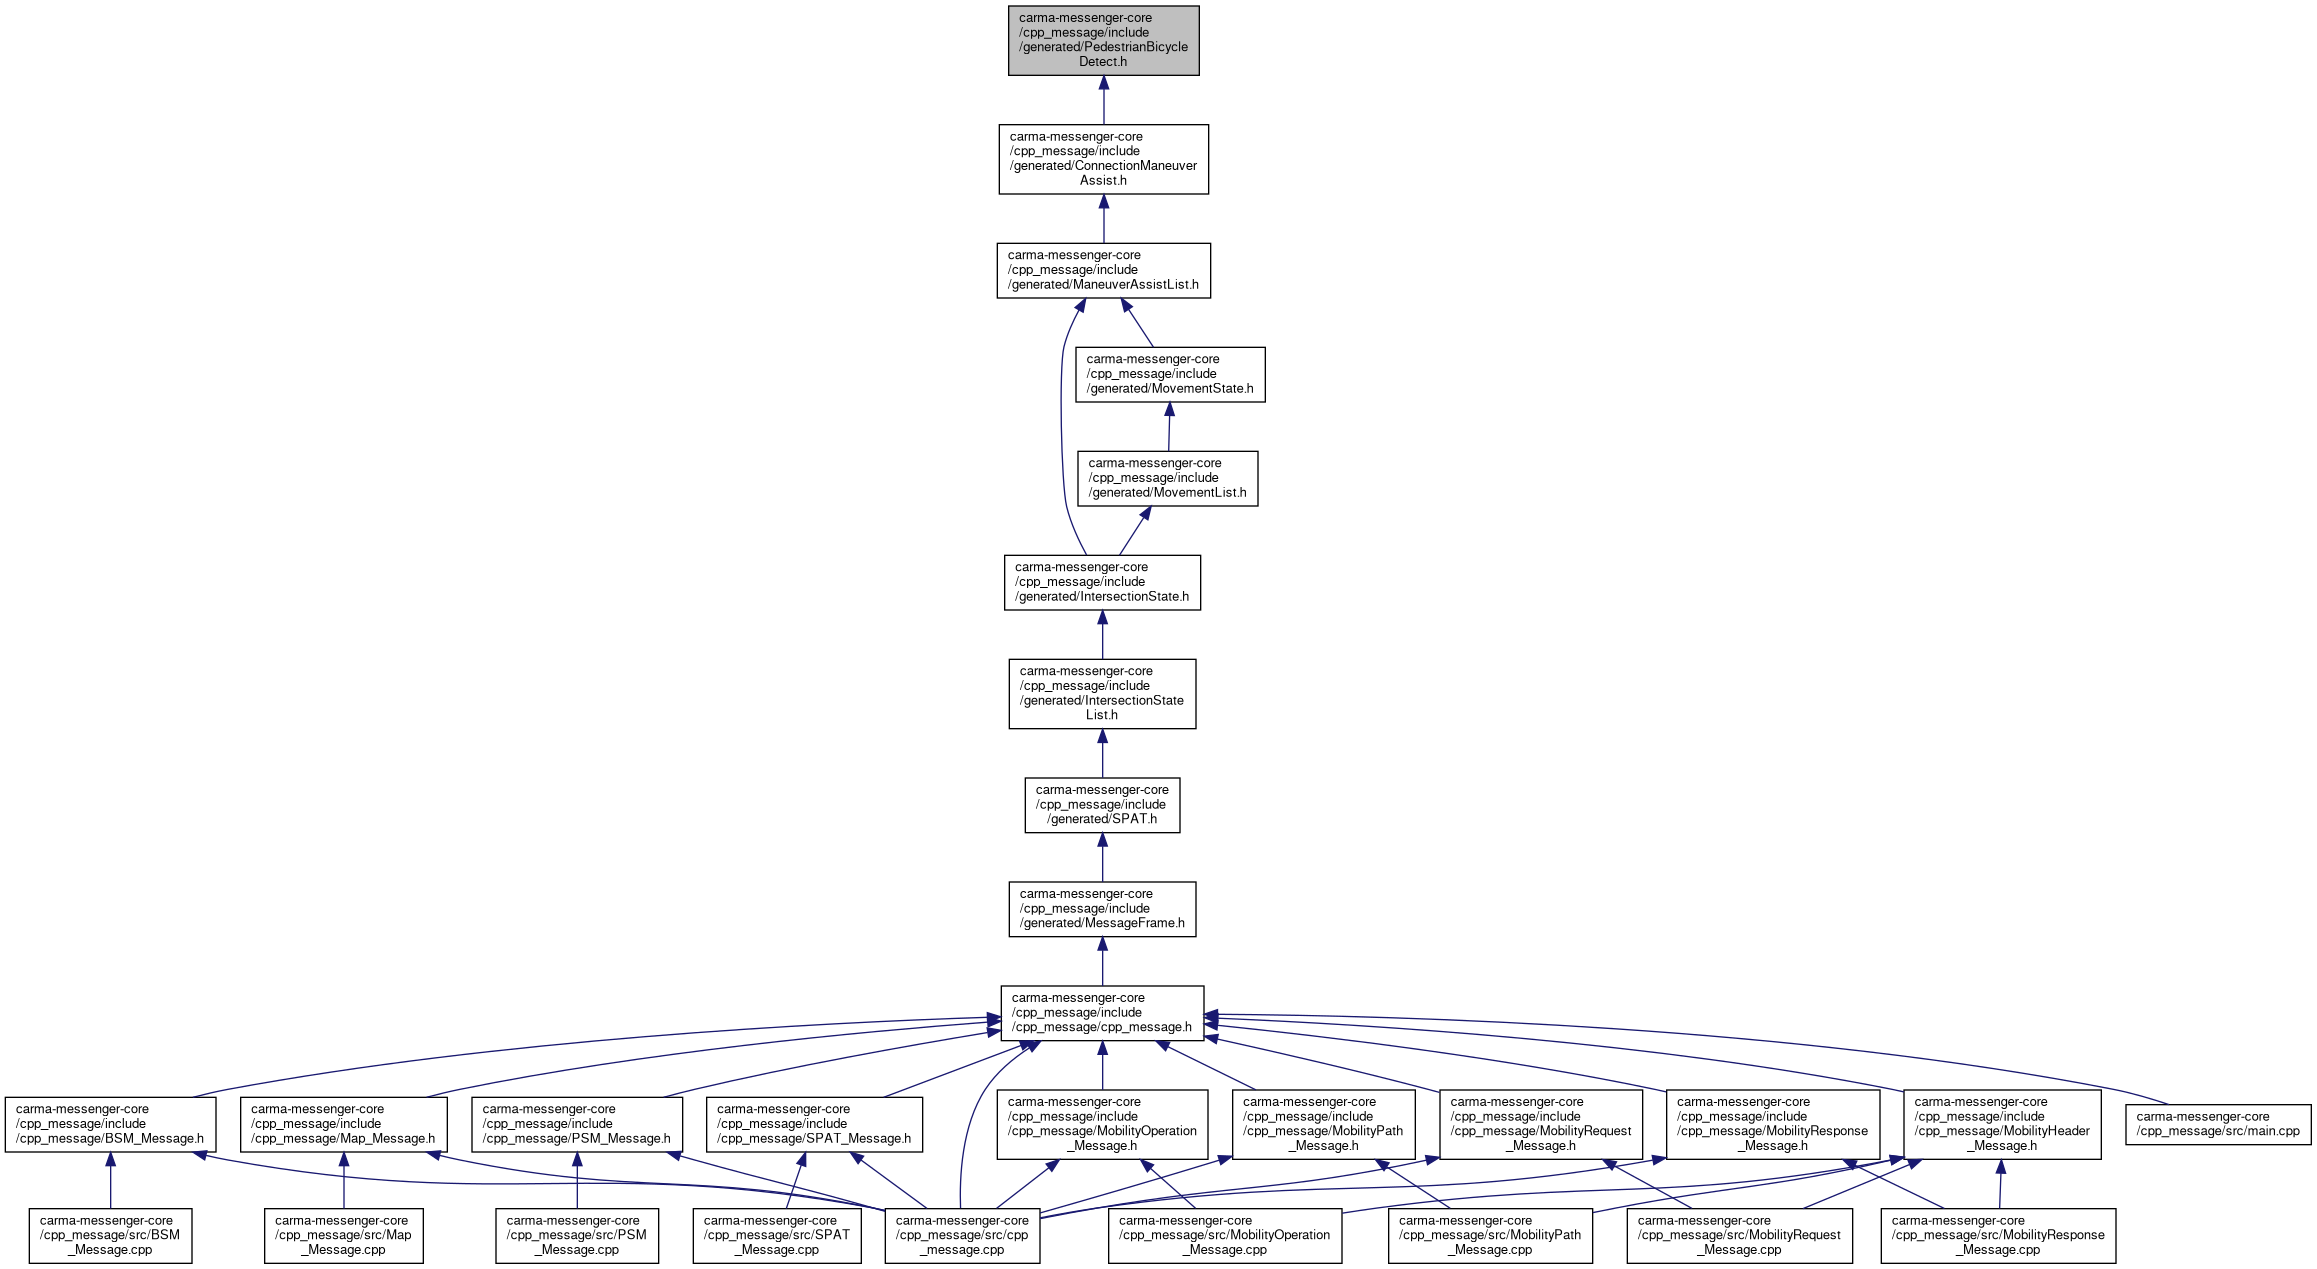 carma-messenger-core
/cpp_message/include
/generated/PedestrianBicycle
Detect.h
carma-messenger-core
/cpp_message/include
/generated/ConnectionManeuver
Assist.h
carma-messenger-core
/cpp_message/include
/generated/ManeuverAssistList.h
carma-messenger-core
/cpp_message/include
/generated/MovementState.h
carma-messenger-core
/cpp_message/include
/generated/MovementList.h
carma-messenger-core
/cpp_message/include
/generated/IntersectionState.h
carma-messenger-core
/cpp_message/include
/generated/IntersectionState
List.h
carma-messenger-core
/cpp_message/include
/generated/SPAT.h
carma-messenger-core
/cpp_message/include
/generated/MessageFrame.h
carma-messenger-core
/cpp_message/include
/cpp_message/cpp_message.h
carma-messenger-core
/cpp_message/include
/cpp_message/BSM_Message.h
carma-messenger-core
/cpp_message/include
/cpp_message/Map_Message.h
carma-messenger-core
/cpp_message/include
/cpp_message/PSM_Message.h
carma-messenger-core
/cpp_message/include
/cpp_message/SPAT_Message.h
carma-messenger-core
/cpp_message/include
/cpp_message/MobilityOperation
_Message.h
carma-messenger-core
/cpp_message/include
/cpp_message/MobilityPath
_Message.h
carma-messenger-core
/cpp_message/include
/cpp_message/MobilityRequest
_Message.h
carma-messenger-core
/cpp_message/include
/cpp_message/MobilityResponse
_Message.h
carma-messenger-core
/cpp_message/include
/cpp_message/MobilityHeader
_Message.h
carma-messenger-core
/cpp_message/src/main.cpp
carma-messenger-core
/cpp_message/src/BSM
_Message.cpp
carma-messenger-core
/cpp_message/src/Map
_Message.cpp
carma-messenger-core
/cpp_message/src/PSM
_Message.cpp
carma-messenger-core
/cpp_message/src/SPAT
_Message.cpp
carma-messenger-core
/cpp_message/src/cpp
_message.cpp
carma-messenger-core
/cpp_message/src/MobilityOperation
_Message.cpp
carma-messenger-core
/cpp_message/src/MobilityPath
_Message.cpp
carma-messenger-core
/cpp_message/src/MobilityRequest
_Message.cpp
carma-messenger-core
/cpp_message/src/MobilityResponse
_Message.cpp